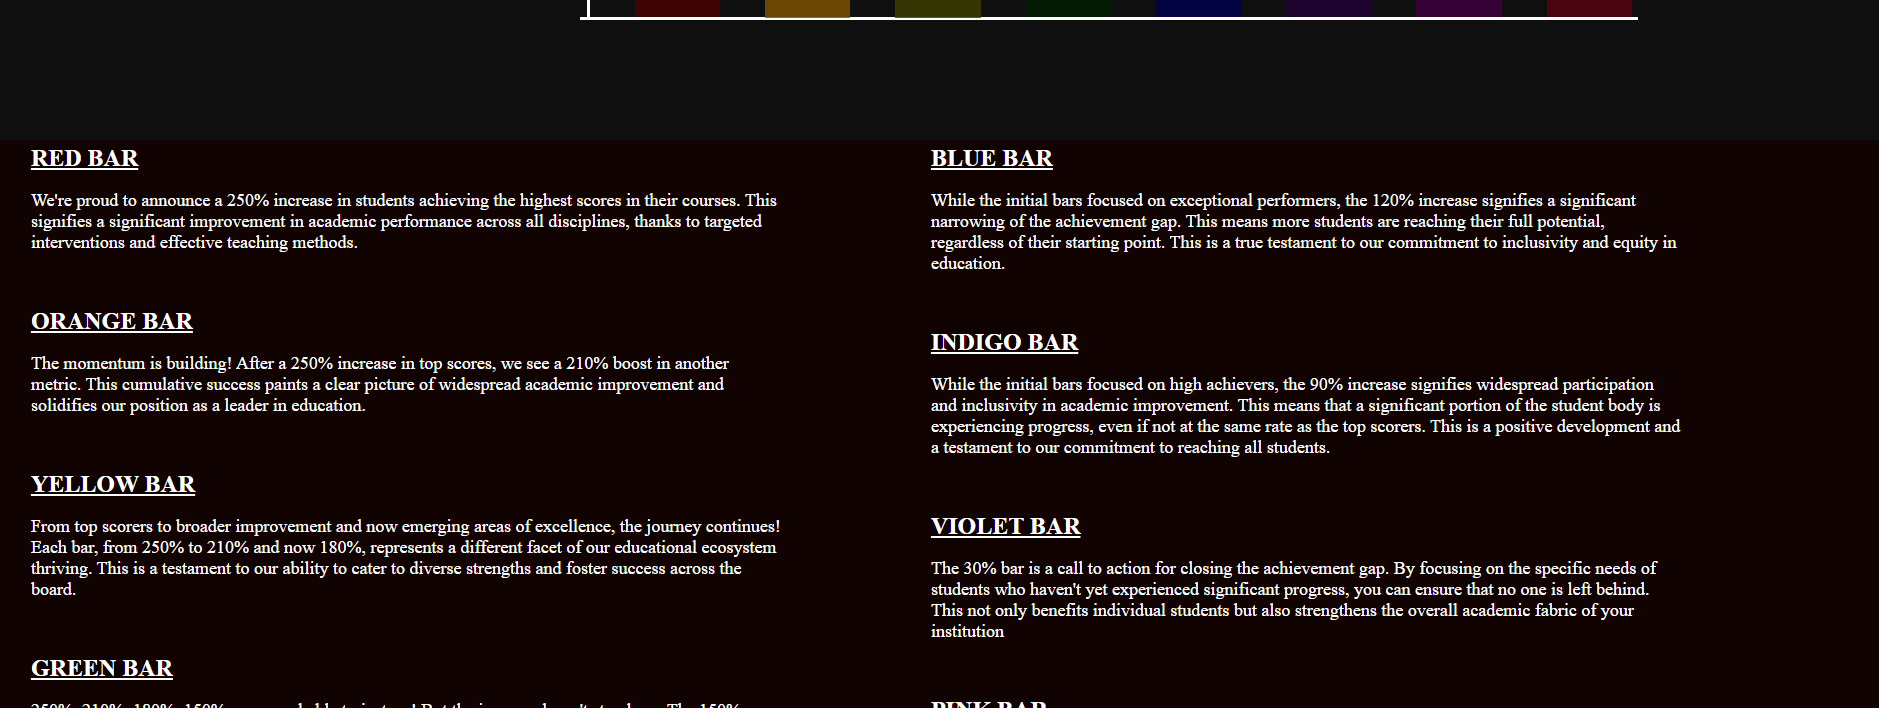 RED BAR
We're proud to announce a 250% increase in students achieving the highest scores in their courses. This
signifies a significant improvement in academic performance across all disciplines, thanks to targeted
interventions and effective teaching methods.
ORANGE BAR
The momentum is building! After a 250% increase in top scores, we see a 210% boost in another
metric. This cumulative success paints a clear picture of widespread academic improvement and
solidifies our position as a leader in education.
YELLOW BAR
From top scorers to broader improvement and now emerging areas of excellence, the journey continues!
Each bar, from 250% to 210% and now 180%, represents a different facet of our educational ecosystem
thriving. This is a testament to our ability to cater to diverse strengths and foster success across the
board.
GREEN BAR
BLUE BAR
While the initial bars focused on exceptional performers, the 120% increase signifies a significant
narrowing of the achievement gap. This means more students are reaching their full potential,
regardless of their starting point. This is a true testament to our commitment to inclusivity and equity in
education.
INDIGO BAR
While the initial bars focused on high achievers, the 90% increase signifies widespread participation
and inclusivity in academic improvement. This means that a significant portion of the student body is
experiencing progress, even if not at the same rate as the top scorers. This is a positive development and
a testament to our commitment to reaching all students.
VIOLET BAR
The 30% bar is a call to action for closing the achievement gap. By focusing on the specific needs of
students who haven't yet experienced significant progress, you can ensure that no one is left behind.
This not only benefits individual students but also strengthens the overall academic fabric of your
institution
PINK BAR